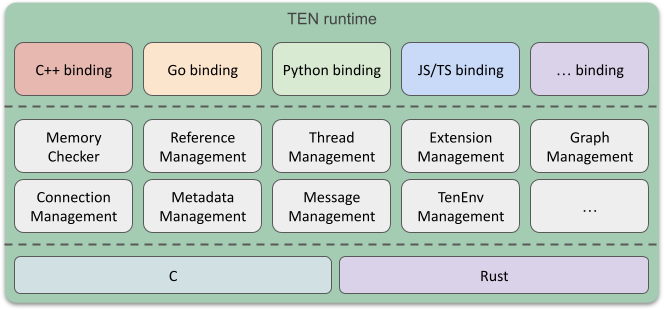 TEN runtime
C++ binding
Go binding
Python binding
JS/TS binding
... binding
Memory
Checker
Reference
Management
Thread
Management
Extension
Management
Graph
Management
Connection
Management
Metadata
Management
Message
Management
TenEnv
Management
...
C
Rust